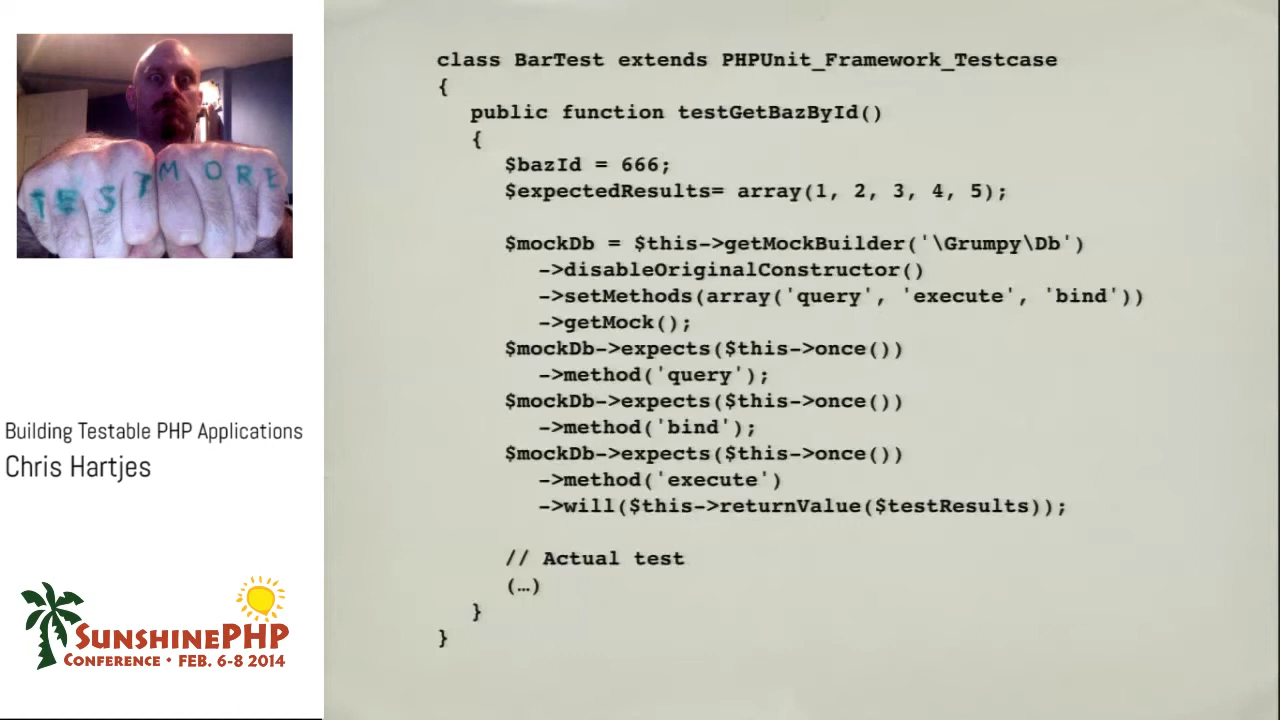 TEST MORE
Building Testable PHP Applications
Chris Hartjes
SUNSHINEPHP
CONFERENCE • FEB. 6-8 2014
class BarTest extends PHPUnit_Framework_Testcase
{
public function testGetBazById()
{
$bazId = 666;
$expectedResults= array(1, 2, 3, 4, 5);
$mockDb = $this->getMockBuilder('\Grumpy\Db')
->disableOriginalConstructor()
->setMethods(array('query', 'execute', 'bind'))
->getMock();
$mockDb->expects($this->once())
->method('query');
$mockDb->expects($this->once())
->method('bind');
$mockDb->expects($this->once())
->method('execute')
->will($this->returnValue($testResults));
// Actual test
(…)
}
}